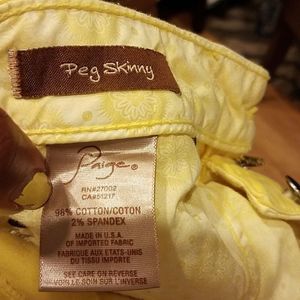 Peg Skinny
Paige
RN#27002
CA#51217
98% COTTON/COTON
2% SPANDEX
MADE IN U.S.A.
OF IMPORTED FABRIC
FABRIQUE AUX ETATS-UNIS
DU TISSU IMPORTE
SEE CARE ON REVERSE
VOIR LE SOIN SUR L'INVERSE